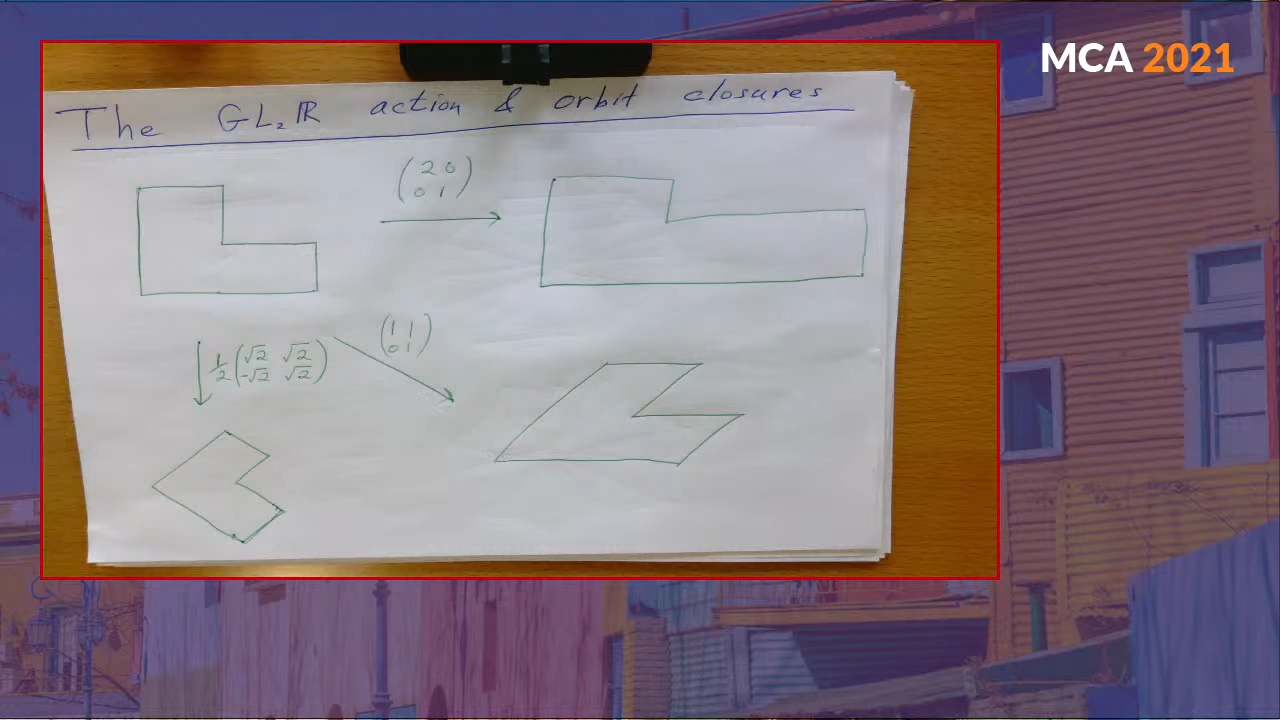 MCA 2021
The GL₂ℝ action & orbit closures
(2 0
0 1)
(1 1
0 1)
1/2 (√2 √2
-√2 √2)